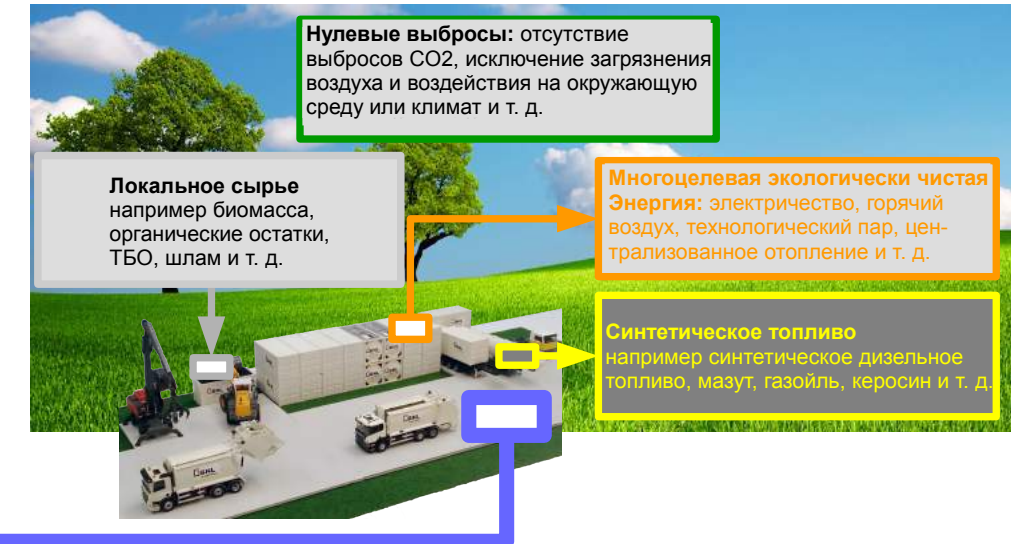 Нулевые выбросы: отсутствие
выбросов CO2, исключение загрязнения
воздуха и воздействия на окружающую
среду или климат и т. д.
Локальное сырье
например биомасса,
органические остатки,
ТБО, шлам и т. д.
Многоцелевая экологически чистая
Энергия: электричество, горячий
воздух, технологический пар, цен-
трализованное отопление и т. д.
Синтетическое топливо
например синтетическое дизельное
топливо, мазут, газойль, керосин и т. д.